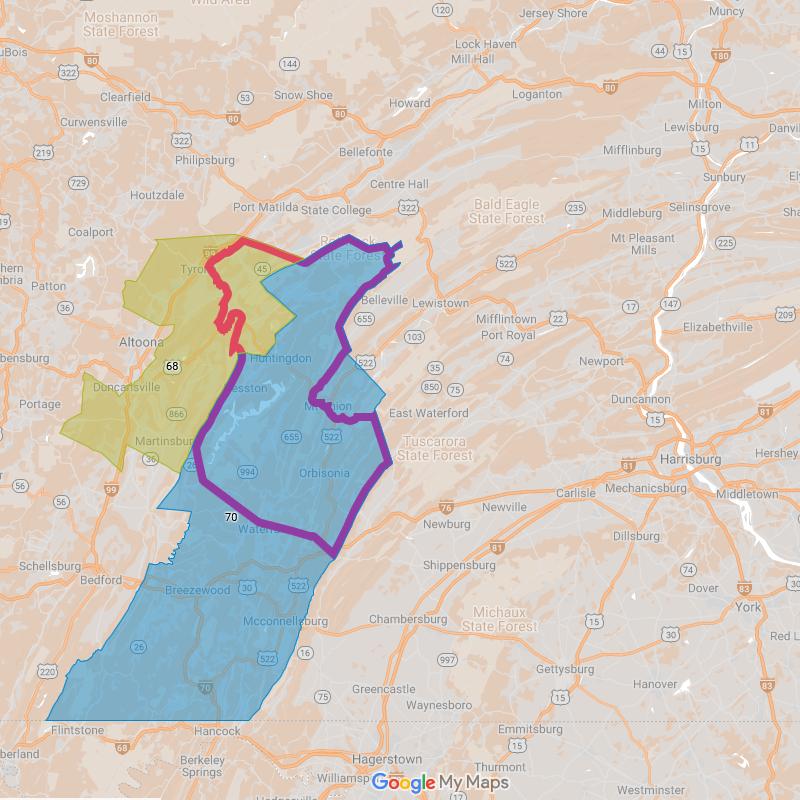 Muncy
120
Jersey Shore
Moshannon
State Forest
Wild Area
80
Lock Haven
Mill Hall
44
15
180
322
144
Clearfield
53
Snow Shoe
Howard
Loganton
80
Milton
Curwensville
80
80
Lewisburg
322
15
11
219
Bellefonte
Mifflinburg
Philipsburg
Sunbury
729
Centre Hall
Houtzdale
Bald Eagle
State Forest
322
235
Port Matilda
State College
Middleburg
Selinsgrove
Coalport
Mt Pleasant
Mills
225
522
45
Patton
Belleville
Lewistown
17
147
36
655
Mifflintown
22
209
Port Royal
Elizabethville
Altoona
103
Huntingdon
522
74
Newport
68
35
Duncansville
850
75
Duncannon
Portage
866
East Waterford
15
81
Martinsburg
655
522
Tuscarora
State Forest
36
Harrisburg
Hershey
994
Orbisonia
81
56
99
Carlisle
Mechanicsburg
Middletown
56
76
Newville
70
Newburg
81
Dillsburg
Schellsburg
Bedford
Shippensburg
74
Breezewood
30
522
Dover
83
York
Mcconnellsburg
Chambersburg
Michaux
State Forest
15
30
26
522
16
997
Gettysburg
220
70
75
Greencastle
15
Hanover
83
Waynesboro
Flintstone
68
Hancock
Emmitsburg
15
Berkeley
Springs
Hagerstown
Thurmont
Google My Maps
Westminster